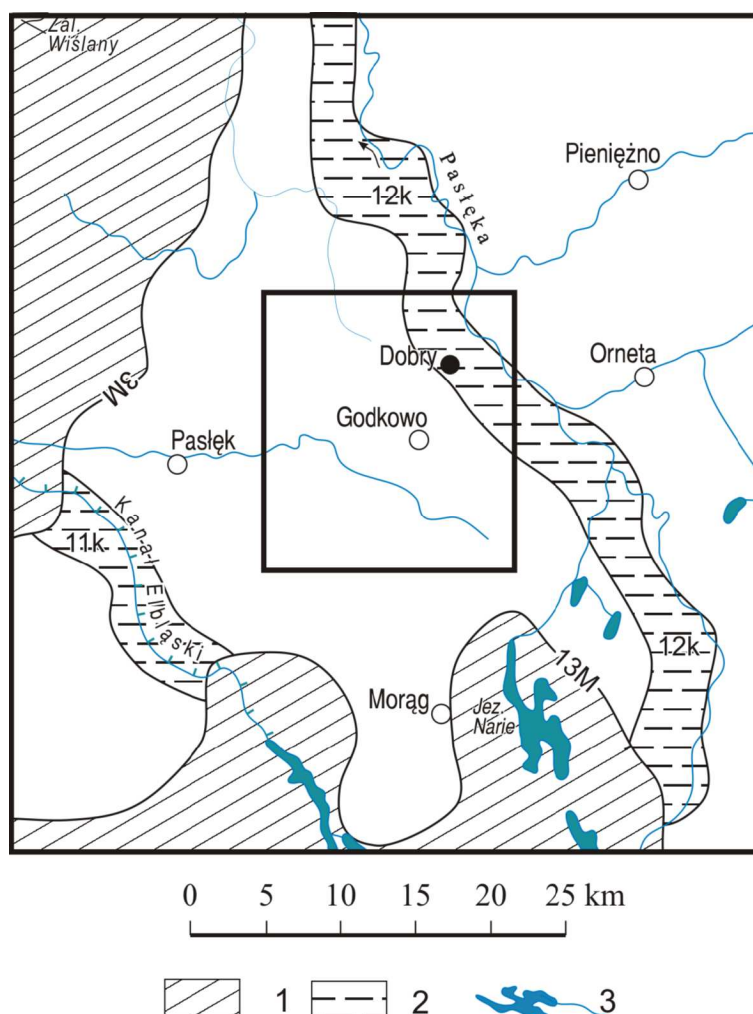 Zal.
Wiślany
Pieniężno
Pasłęka
12k
Dobry
Orneta
3M
Godkowo
Pasłęk
Kanał Elbląski
11k
12k
13M
Morąg
Jez.
Narie
0 5 10 15 20 25 km
1 2 3